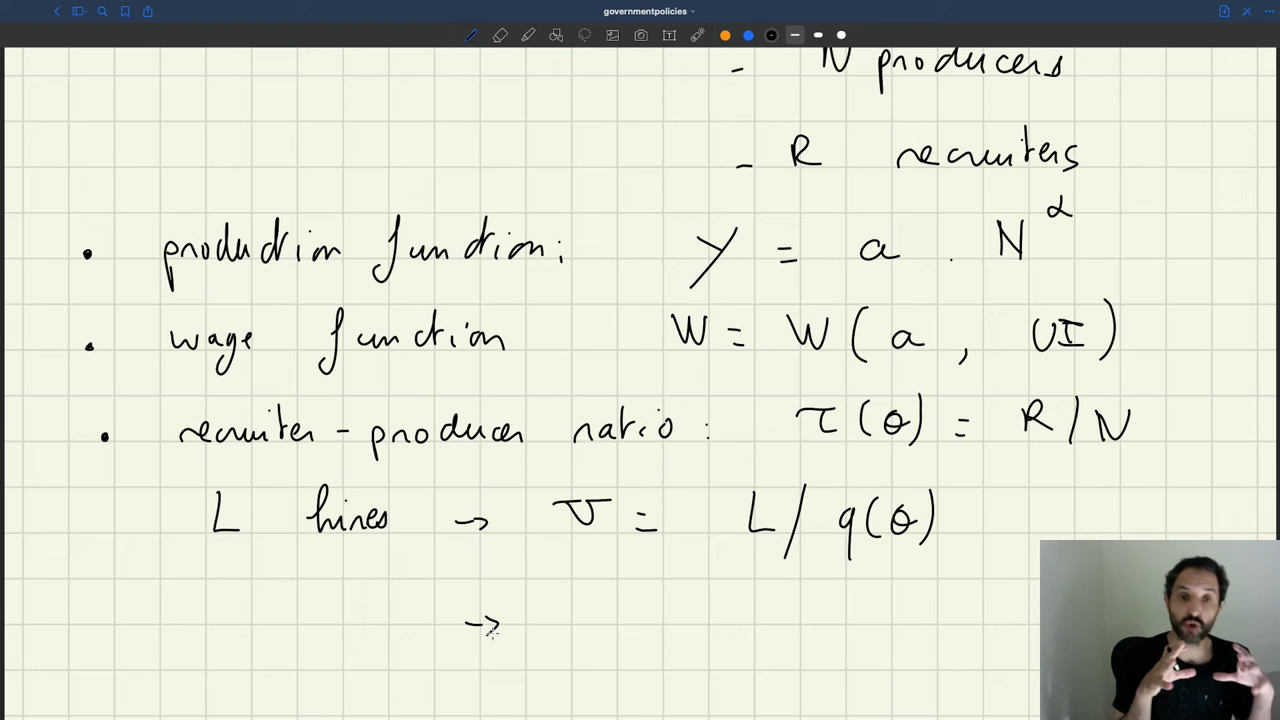 governmentpolicies
- N producers
- R recruiters
• production function: Y = a . N^α
• wage function W = W(a, UI)
• recruiter-producer ratio: τ(θ) = R/N
L hires → V = L/q(θ)
→